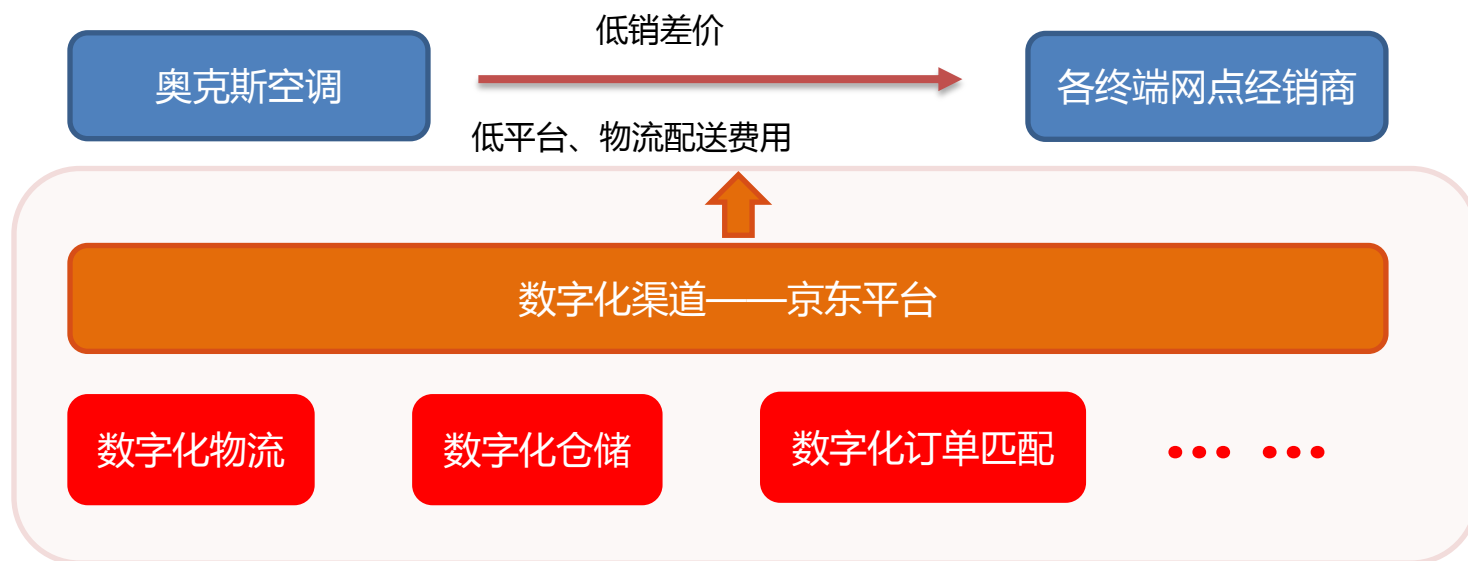 低销差价
奥克斯空调
各终端网点经销商
低平台、物流配送费用
数字化渠道——京东平台
数字化物流
数字化仓储
数字化订单匹配
… …